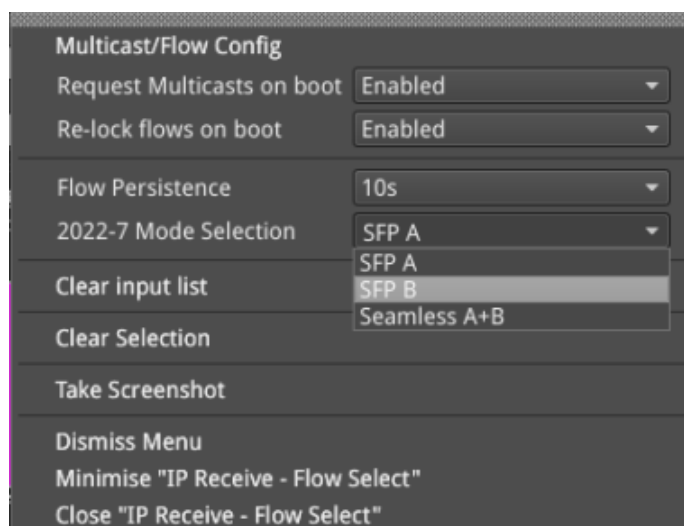 Multicast/Flow Config
Request Multicasts on boot Enabled
Re-lock flows on boot Enabled
Flow Persistence 10s
2022-7 Mode Selection SFP A
SFP A
Clear input list SFP B
Seamless A+B
Clear Selection
Take Screenshot
Dismiss Menu
Minimise "IP Receive - Flow Select"
Close "IP Receive - Flow Select"